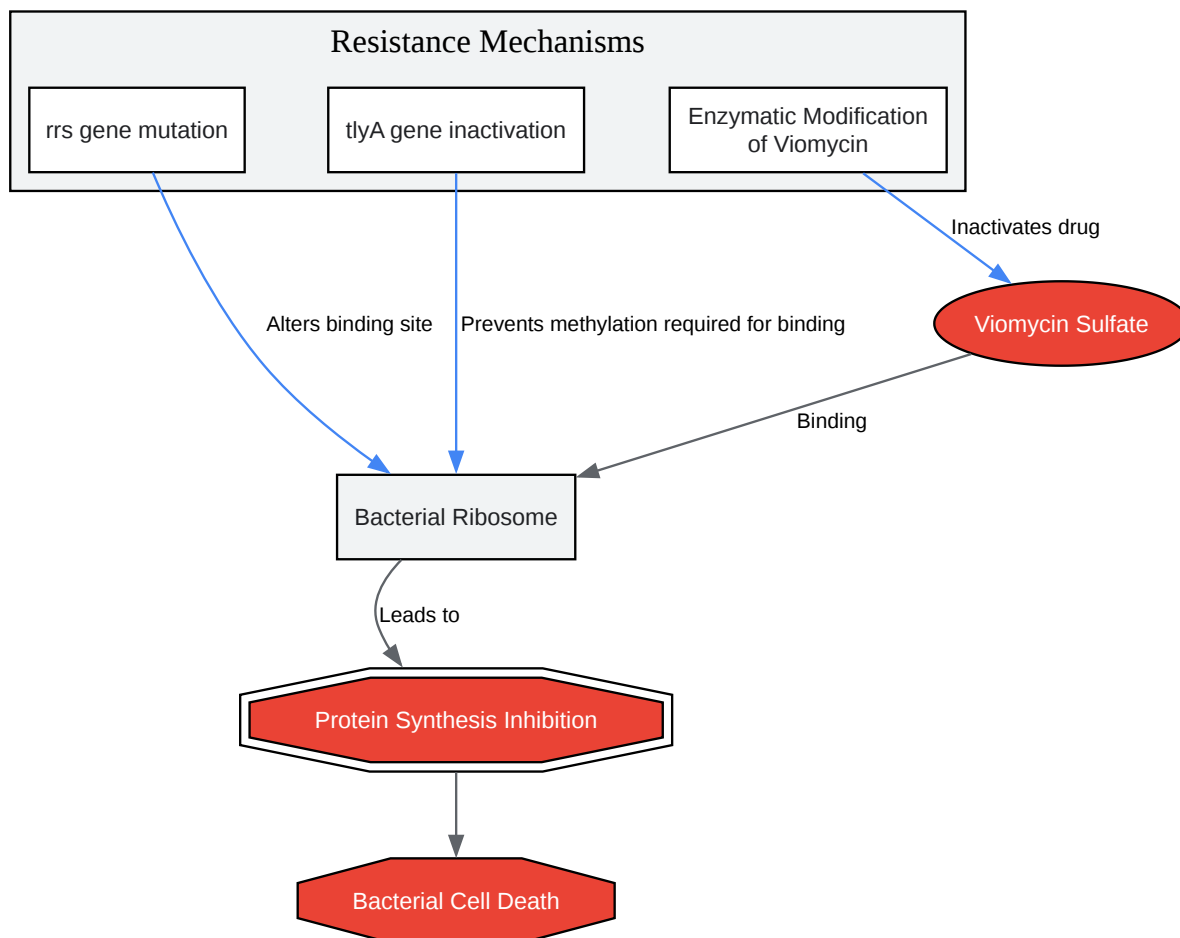 Resistance Mechanisms
rrs gene mutation
tlyA gene inactivation
Enzymatic Modification
of Viomycin
Inactivates drug
Alters binding site
Prevents methylation required for binding
Viomycin Sulfate
Binding
Bacterial Ribosome
Leads to
Protein Synthesis Inhibition
Bacterial Cell Death